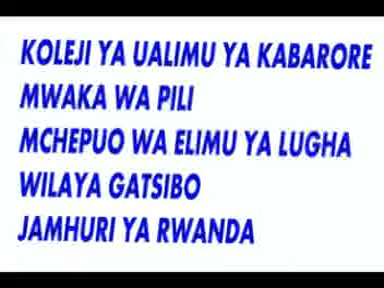 KOLEJI YA UALIMU YA KABARORE
MWAKA WA PILI
MCHEPUO WA ELIMU YA LUGHA
WILAYA GATSIBO
JAMHURI YA RWANDA